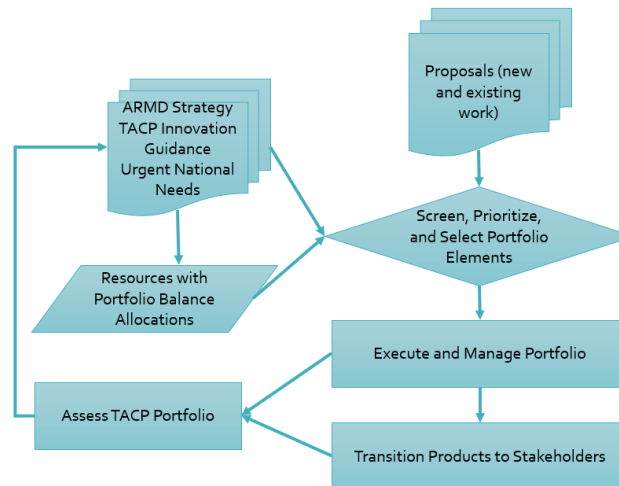 Proposals (new
and existing
work)
ARMD Strategy
TACP Innovation
Guidance
Urgent National
Needs
Screen, Prioritize,
and Select Portfolio
Elements
Resources with
Portfolio Balance
Allocations
Execute and Manage Portfolio
Assess TACP Portfolio
Transition Products to Stakeholders